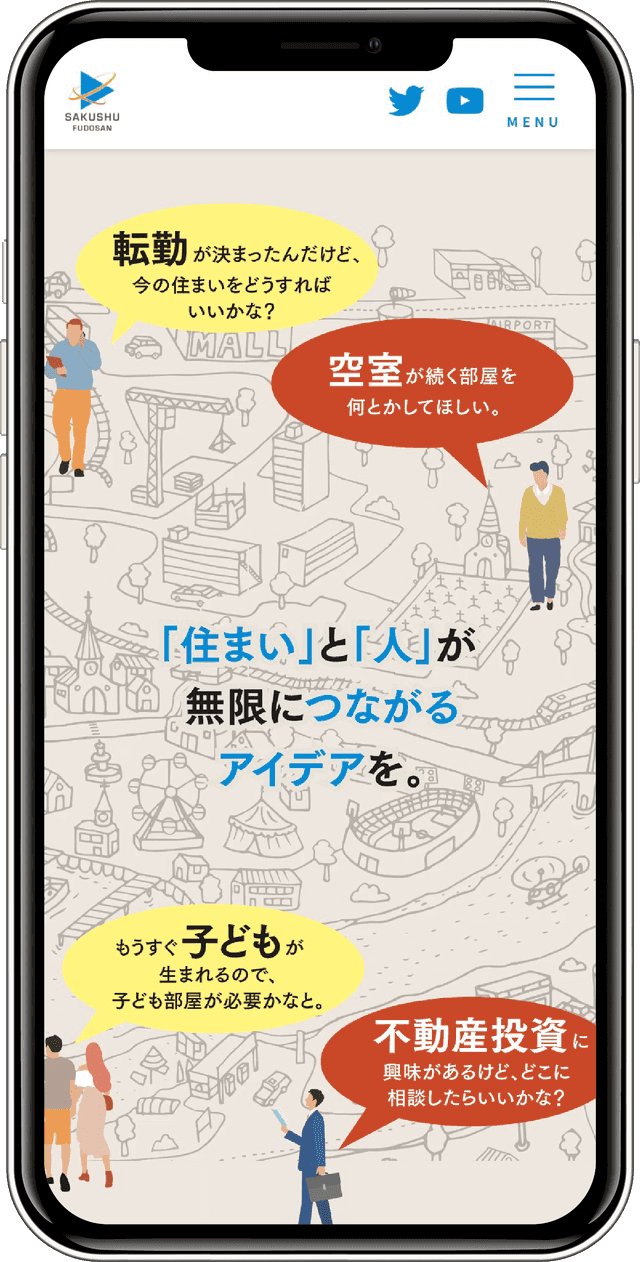 SAKUSHU
FUDOSAN
MENU
転勤が決まったんだけど、
今の住まいをどうすれば
いいかな？
MALL
AIRPORT
空室が続く部屋を
何とかしてほしい。
「住まい」と「人」が
無限につながる
アイデアを。
もうすぐ子どもが
生まれるので、
子ども部屋が必要かなと。
不動産投資に
興味があるけど、どこに
相談したらいいかな？